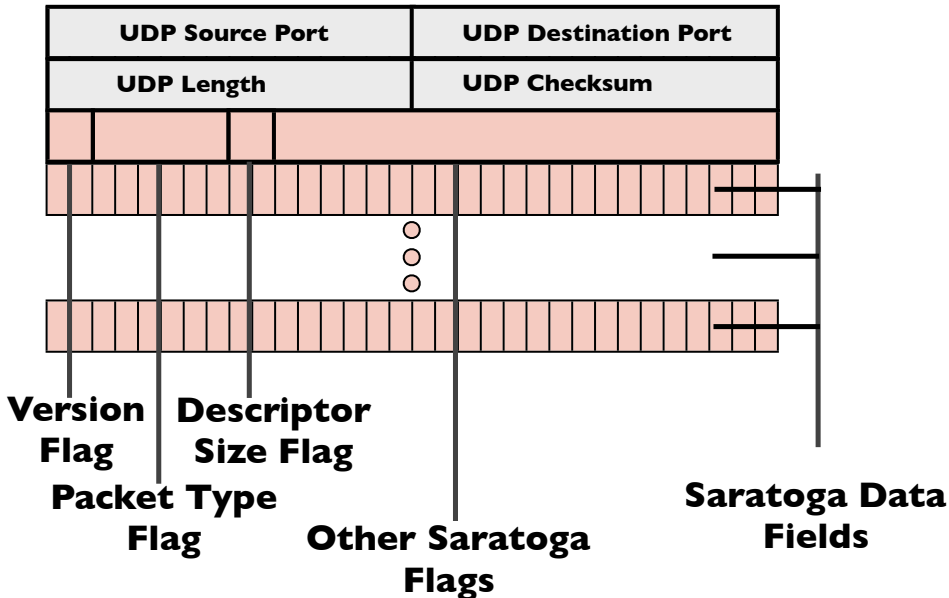 UDP Source Port
UDP Destination Port
UDP Length
UDP Checksum
Version
Flag
Descriptor
Size Flag
Packet Type
Flag
Other Saratoga
Flags
Saratoga Data
Fields